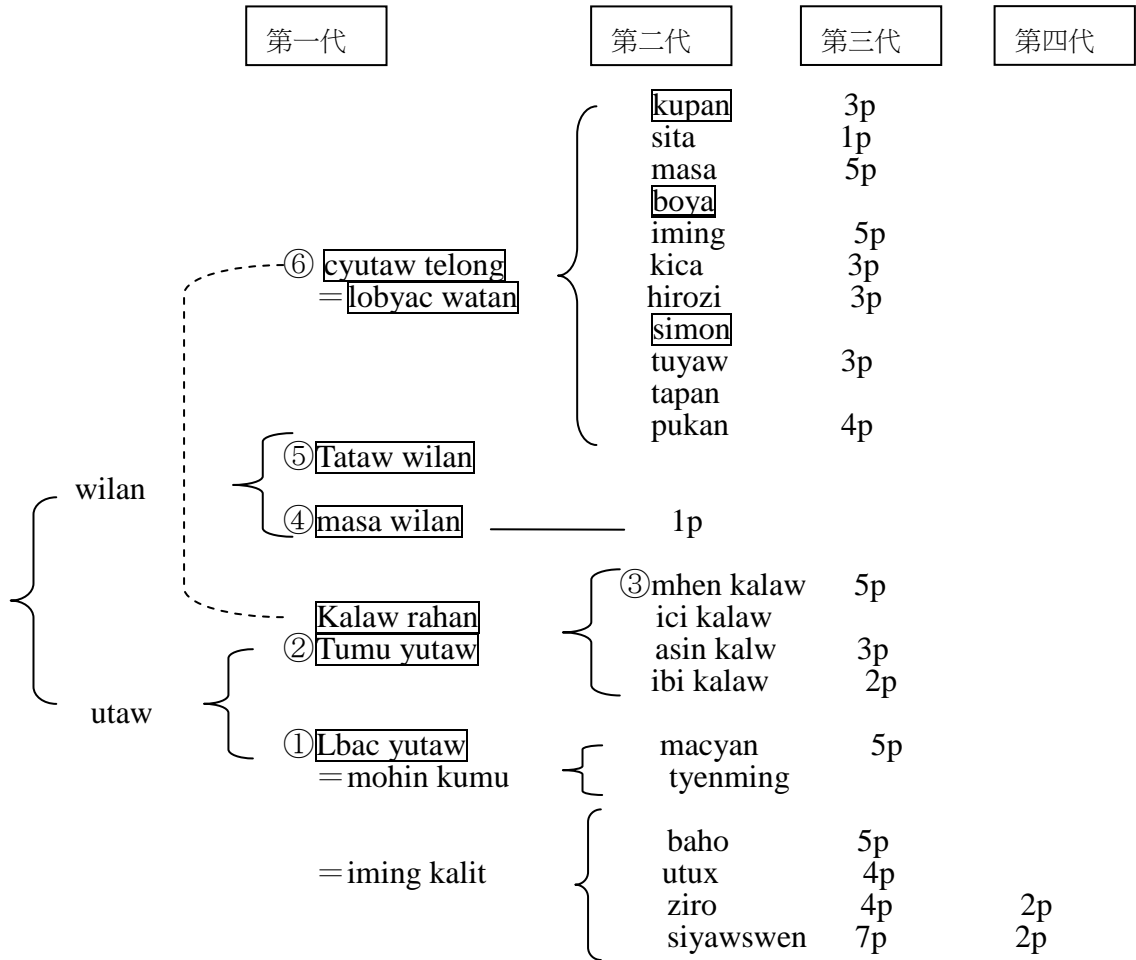 第一代 第二代 第三代 第四代
kupan 3p
sita 1p
masa 5p
boya
iming 5p
⑥ cyutaw telong kica 3p
＝lobyac watan hirozi 3p
simon
tuyaw 3p
tapan
pukan 4p
⑤Tataw wilan
wilan
④masa wilan 1p
③mhen kalaw 5p
Kalaw rahan ici kalaw
②Tumu yutaw asin kalw 3p
ibi kalaw 2p
utaw
①Lbac yutaw macyan 5p
＝mohin kumu tyenming
baho 5p
＝iming kalit utux 4p
ziro 4p 2p
siyawswen 7p 2p